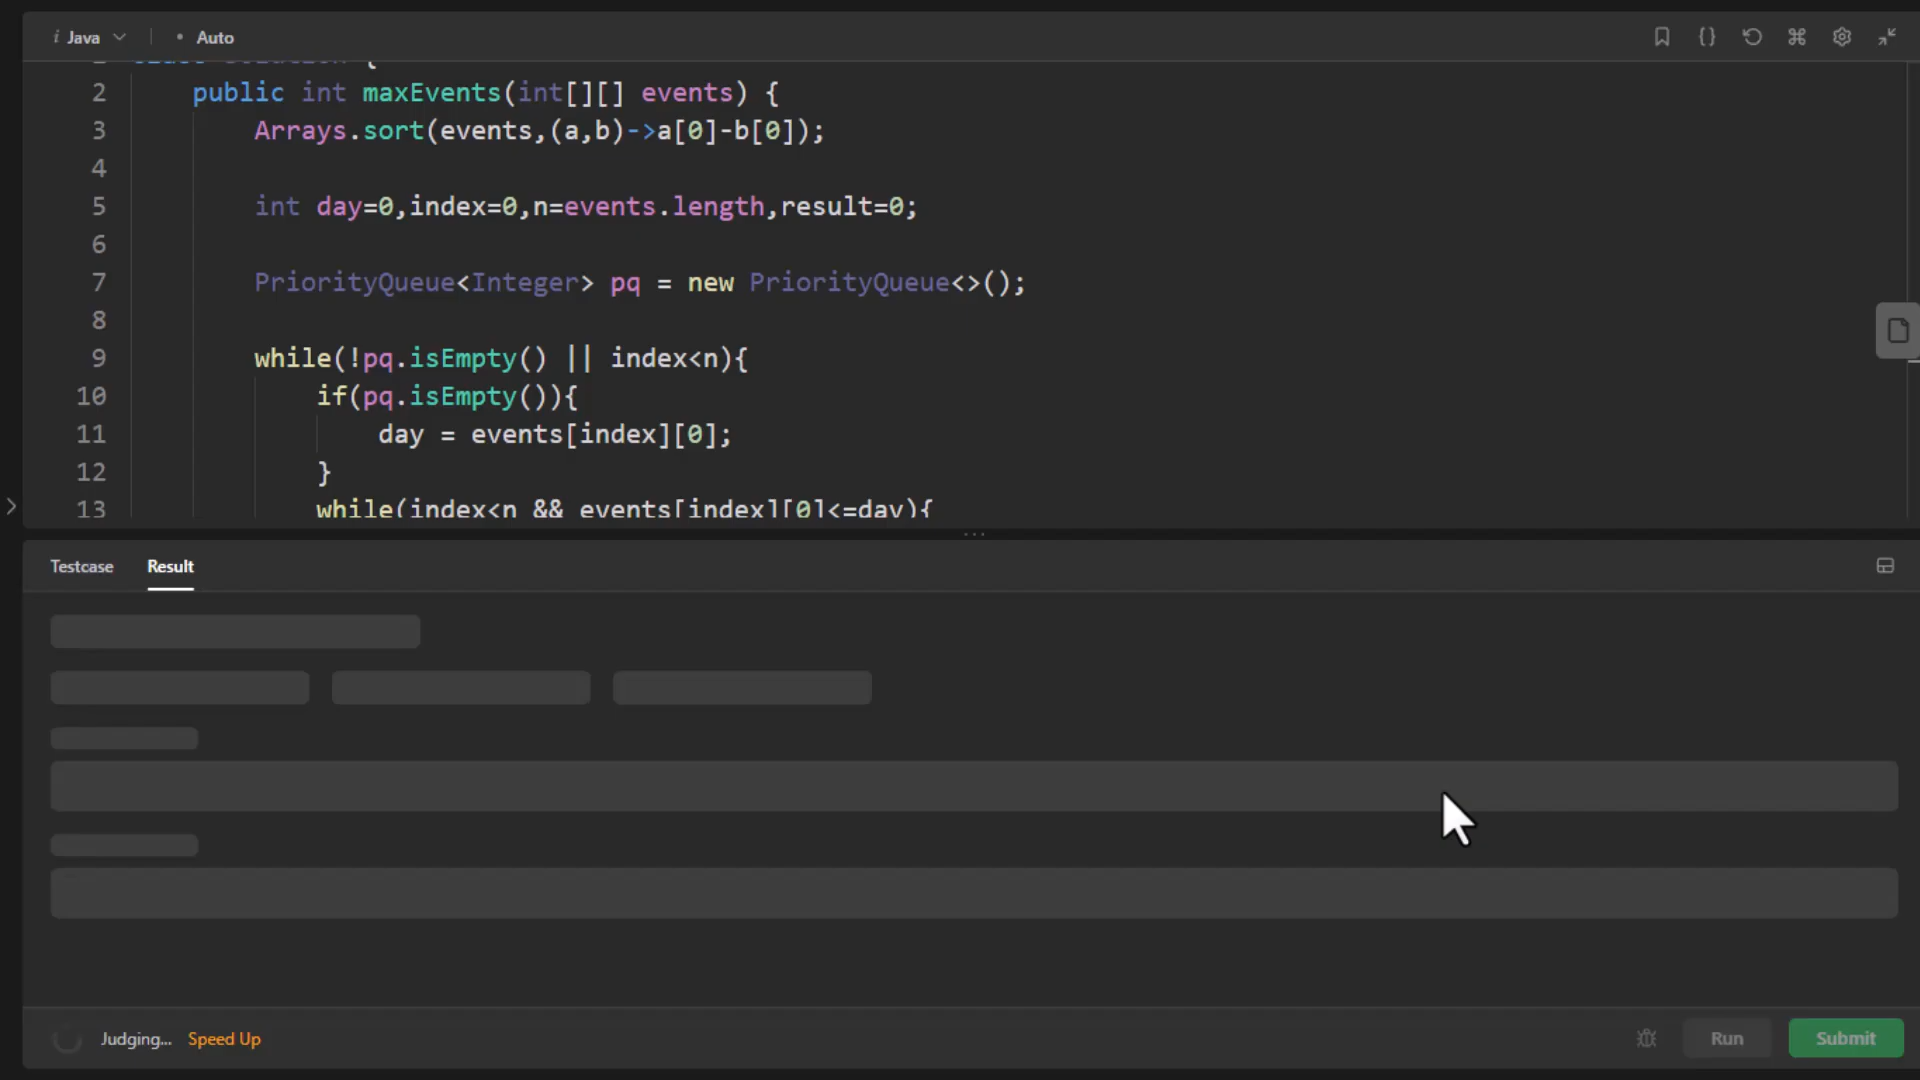 Java
Auto
1 class Solution {
2 public int maxEvents(int[][] events) {
3 Arrays.sort(events,(a,b)->a[0]-b[0]);
4
5 int day=0,index=0,n=events.length,result=0;
6
7 PriorityQueue<Integer> pq = new PriorityQueue<>();
8
9 while(!pq.isEmpty() || index<n){
10 if(pq.isEmpty()){
11 day = events[index][0];
12 }
13 while(index<n && events[index][0]<=day){
Testcase Result
Judging... Speed Up
Run Submit